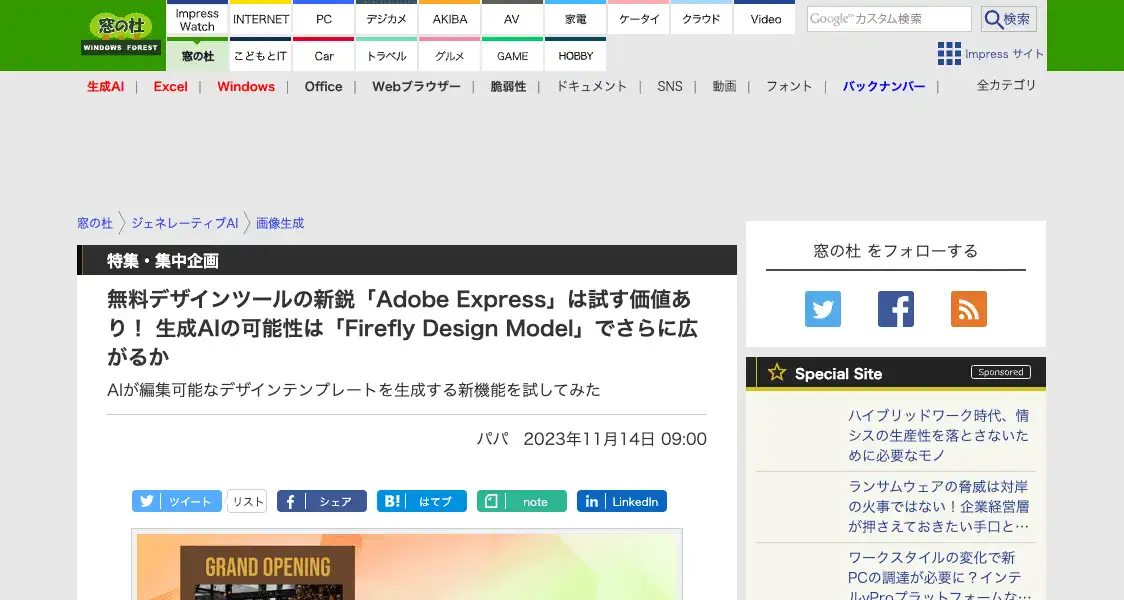 窓の杜
WINDOWS FOREST
Impress Watch
INTERNET
PC
デジカメ
AKIBA
AV
家電
ケータイ
クラウド
Video
Google™カスタム検索
検索
窓の杜
こどもとIT
Car
トラベル
グルメ
GAME
HOBBY
Impress サイト
生成AI | Excel | Windows | Office | Webブラウザー | 脆弱性 | ドキュメント | SNS | 動画 | フォント | バックナンバー |
全カテゴリ
窓の杜
ジェネレーティブAI
画像生成
特集・集中企画
無料デザインツールの新鋭「Adobe Express」は試す価値あ
り！ 生成AIの可能性は「Firefly Design Model」でさらに広
がるか
AIが編集可能なデザインテンプレートを生成する新機能を試してみた
パパ 2023年11月14日 09:00
ツイート
リスト
シェア
B! はてブ
note
in LinkedIn
GRAND OPENING
窓の杜 をフォローする
Special Site
Sponsored
ハイブリッドワーク時代、情
シスの生産性を落とさないた
めに必要なモノ
ランサムウェアの脅威は対岸
の火事ではない！企業経営層
が押さえておきたい手口と…
ワークスタイルの変化で新
PCの調達が必要に？インテ
ルvProプラットフォームな…